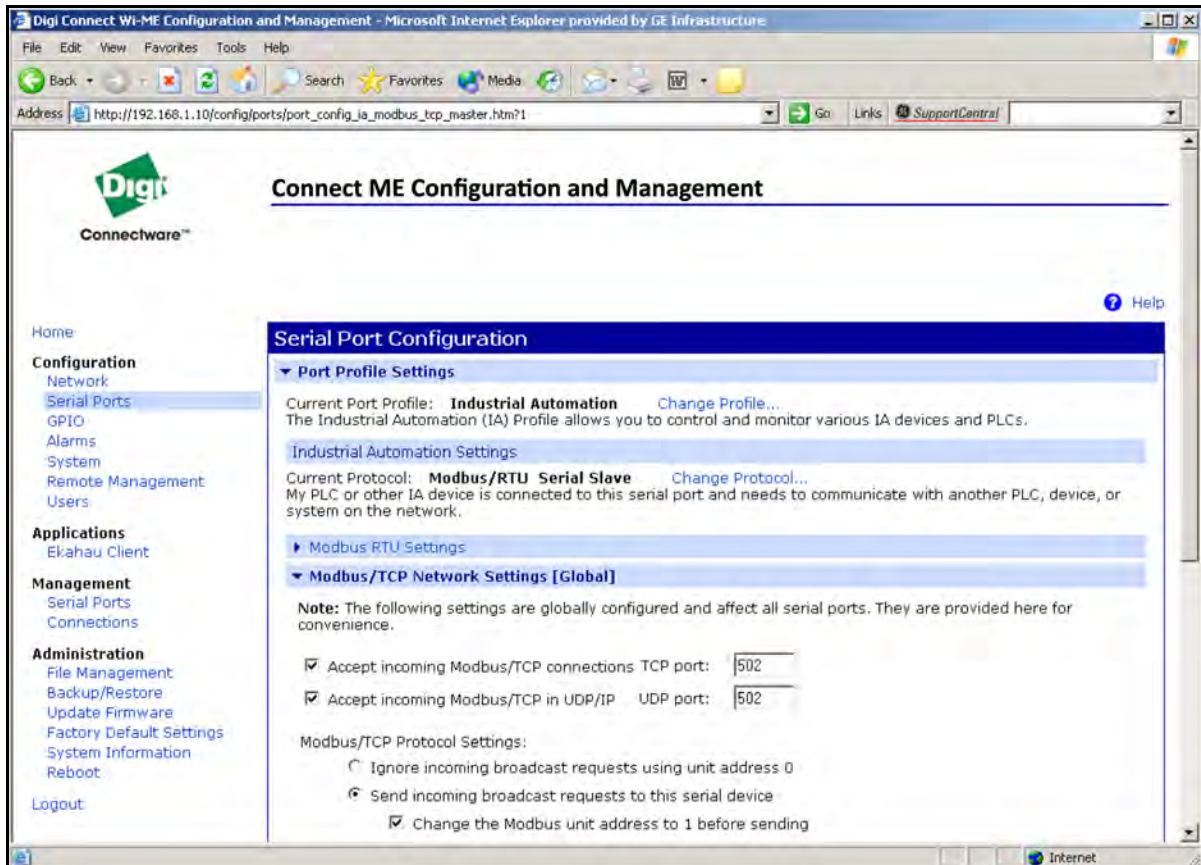 Digi Connect Wi-ME Configuration and Management - Microsoft Internet Explorer provided by GE Infrastructure
File Edit View Favorites Tools Help
Back Search Favorites Media
Address http://192.168.1.10/config/ports/port_config_ia_modbus_tcp_master.htm?1 Go Links SupportCentral
Digi
Connectware™
Connect ME Configuration and Management
Help
Home
Configuration
Network
Serial Ports
GPIO
Alarms
System
Remote Management
Users
Applications
Ekahau Client
Management
Serial Ports
Connections
Administration
File Management
Backup/Restore
Update Firmware
Factory Default Settings
System Information
Reboot
Logout
Serial Port Configuration
Port Profile Settings
Current Port Profile: Industrial Automation Change Profile...
The Industrial Automation (IA) Profile allows you to control and monitor various IA devices and PLCs.
Industrial Automation Settings
Current Protocol: Modbus/RTU Serial Slave Change Protocol...
My PLC or other IA device is connected to this serial port and needs to communicate with another PLC, device, or
system on the network.
Modbus RTU Settings
Modbus/TCP Network Settings [Global]
Note: The following settings are globally configured and affect all serial ports. They are provided here for
convenience.
Accept incoming Modbus/TCP connections TCP port: 502
Accept incoming Modbus/TCP in UDP/IP UDP port: 502
Modbus/TCP Protocol Settings:
Ignore incoming broadcast requests using unit address 0
Send incoming broadcast requests to this serial device
Change the Modbus unit address to 1 before sending
Internet